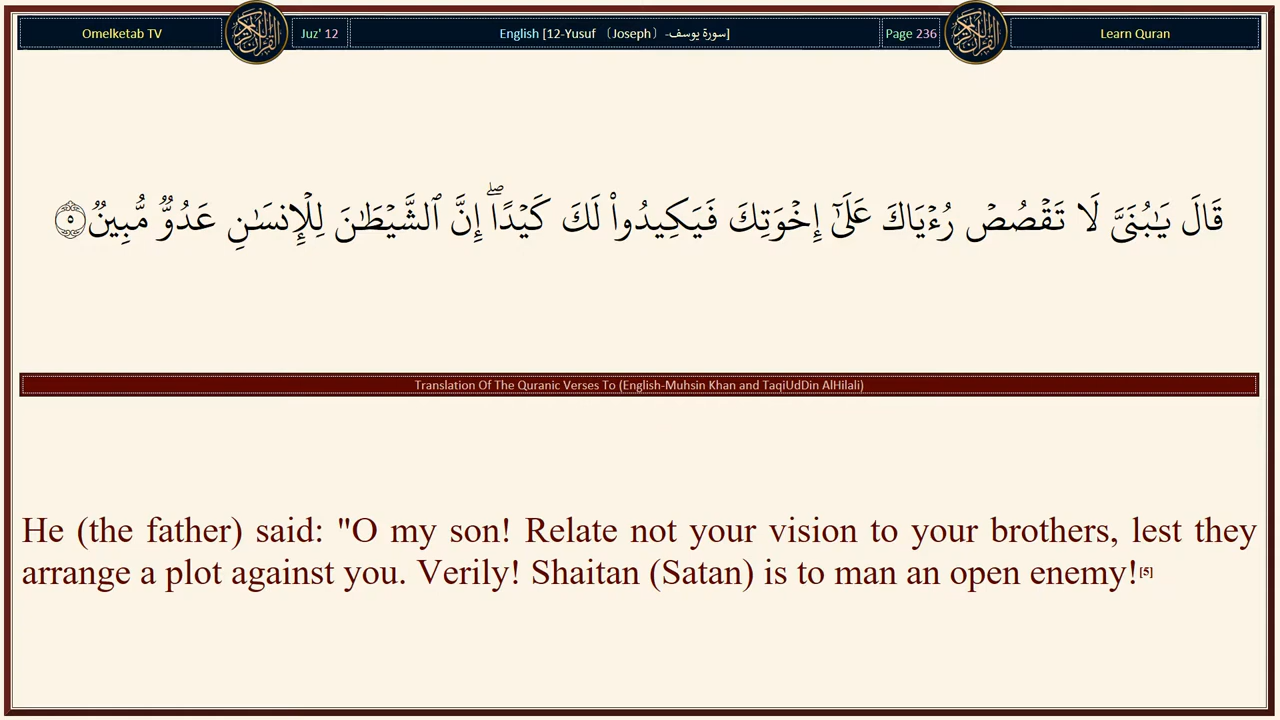 Omelketab TV
Juz' 12
English [12-Yusuf （Joseph）-سورة يوسف]
Page 236
Learn Quran
قَالَ يَـٰبُنَىَّ لَا تَقْصُصْ رُءْيَاكَ عَلَىٰٓ إِخْوَتِكَ فَيَكِيدُوا۟ لَكَ كَيْدًا ۖ إِنَّ ٱلشَّيْطَـٰنَ لِلْإِنسَـٰنِ عَدُوٌّ مُّبِينٌ ٥
Translation Of The Quranic Verses To (English-Muhsin Khan and TaqiUdDin AlHilali)
He (the father) said: "O my son! Relate not your vision to your brothers, lest they
arrange a plot against you. Verily! Shaitan (Satan) is to man an open enemy![5]